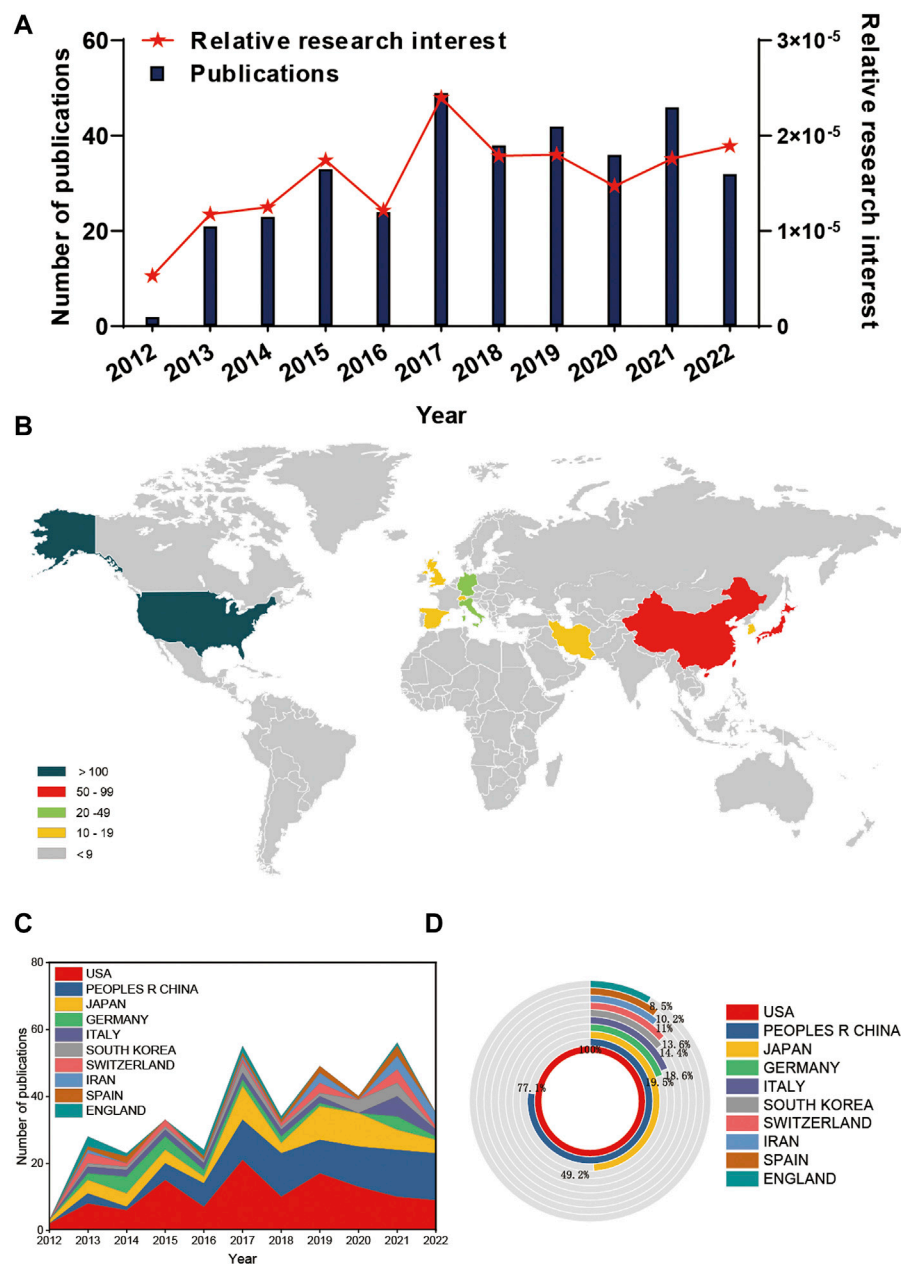 A
Relative research interest
Publications
Number of publications
Relative research interest
60
40
20
0
3×10⁻⁵
2×10⁻⁵
1×10⁻⁵
0
2012 2013 2014 2015 2016 2017 2018 2019 2020 2021 2022
Year
B
> 100
50 - 99
20 -49
10 - 19
< 9
C
Number of publications
80
60
40
20
0
USA
PEOPLES R CHINA
JAPAN
GERMANY
ITALY
SOUTH KOREA
SWITZERLAND
IRAN
SPAIN
ENGLAND
2012 2013 2014 2015 2016 2017 2018 2019 2020 2021 2022
Year
D
8.5%
10.2%
11%
13.6%
14.4%
18.6%
19.5%
49.2%
77.1%
100%
USA
PEOPLES R CHINA
JAPAN
GERMANY
ITALY
SOUTH KOREA
SWITZERLAND
IRAN
SPAIN
ENGLAND